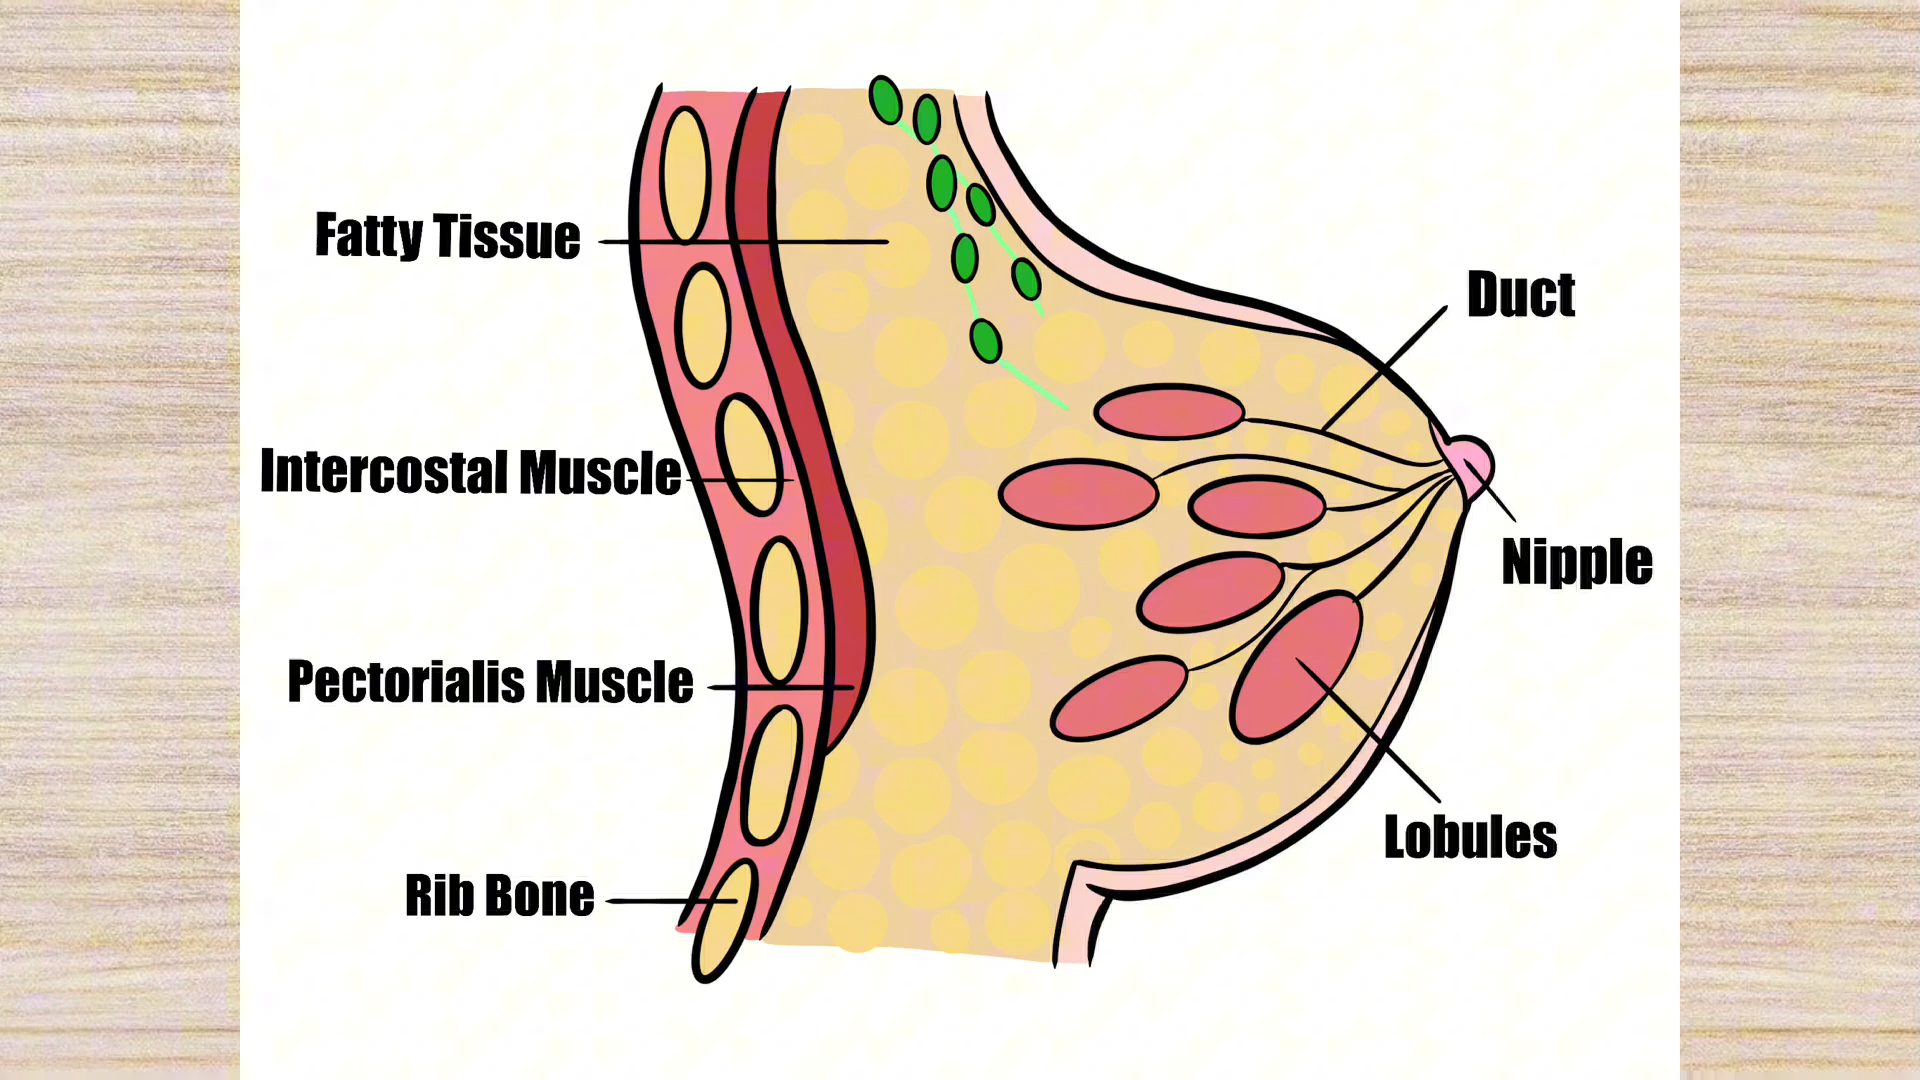 Fatty Tissue
Duct
Intercostal Muscle
Nipple
Pectorialis Muscle
Lobules
Rib Bone